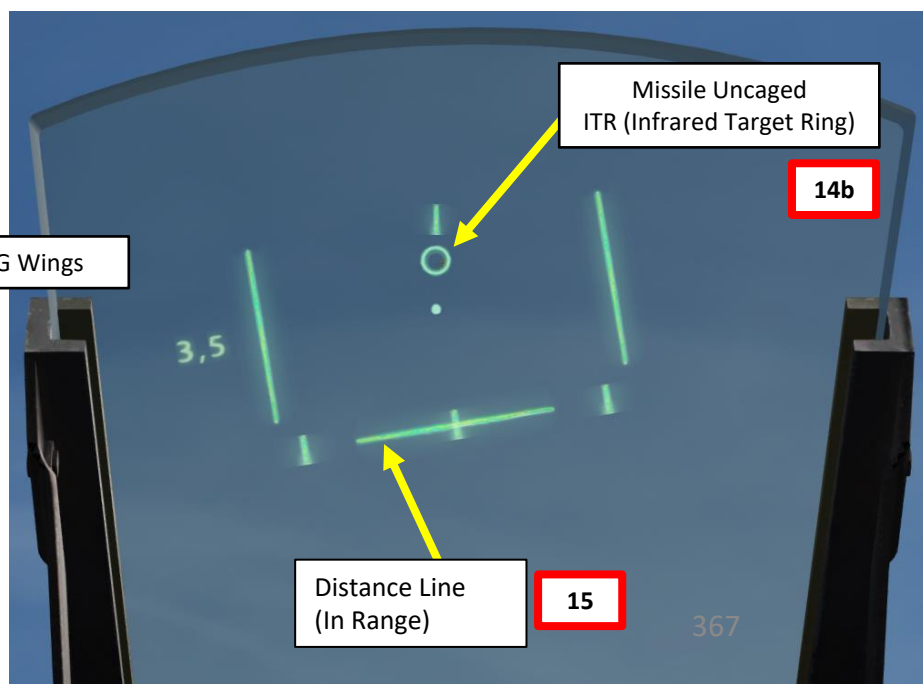 Missile Uncaged
ITR (Infrared Target Ring)
14b
G Wings
3,5
Distance Line
(In Range)
15
367